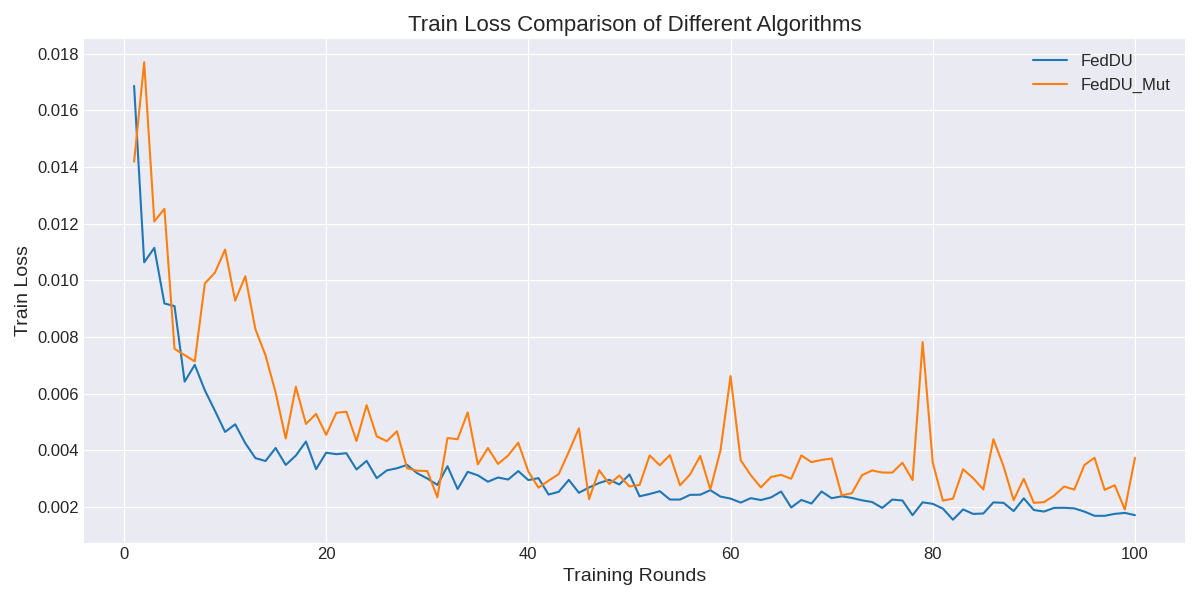 Train Loss Comparison of Different Algorithms
FedDU
FedDU_Mut
0.018
0.016
0.014
0.012
0.010
0.008
0.006
0.004
0.002
Train Loss
0 20 40 60 80 100
Training Rounds